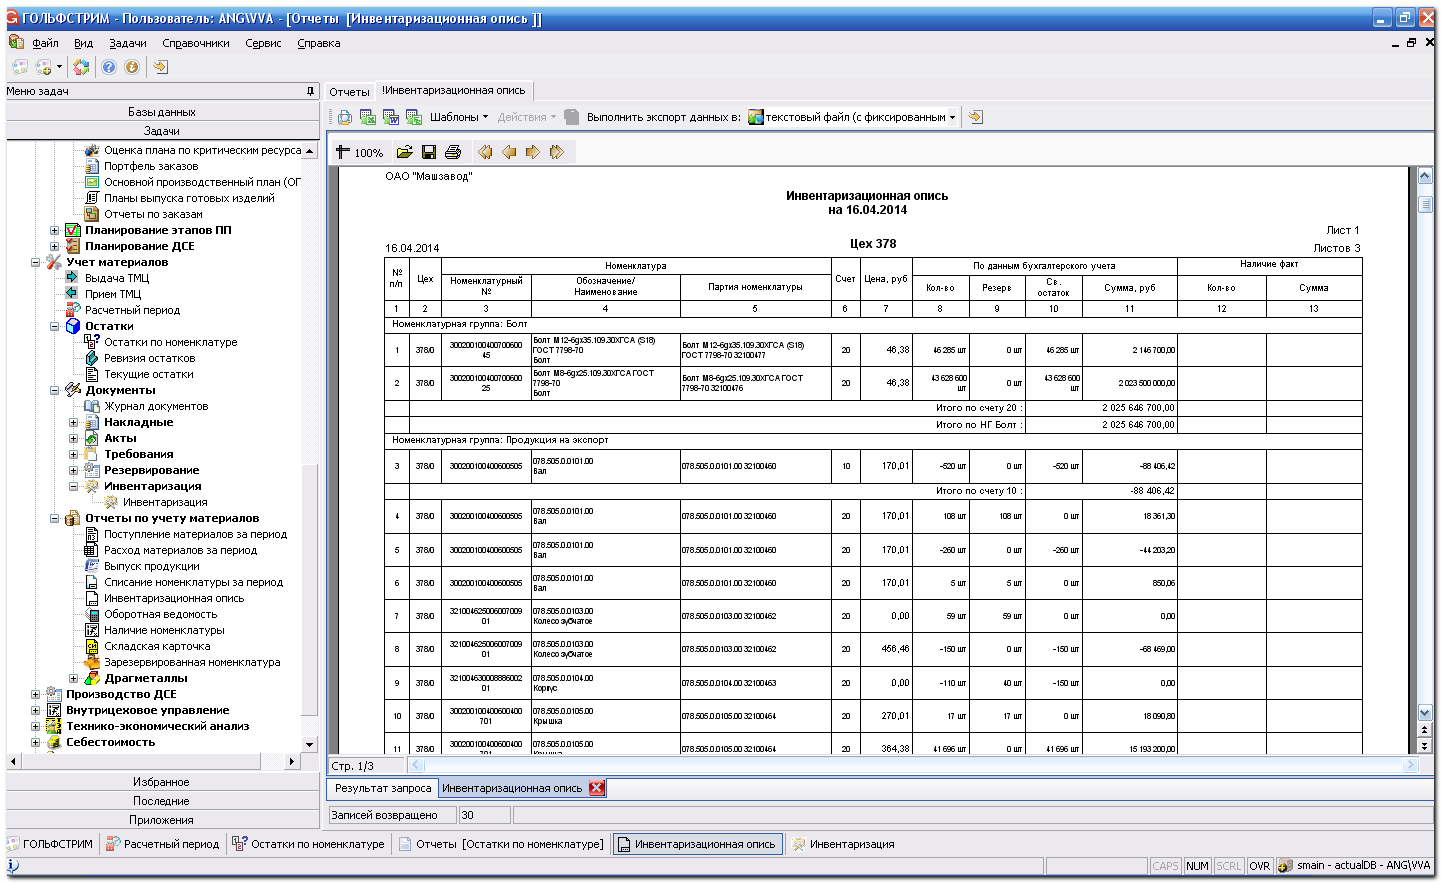 ГОЛЬФСТРИМ - Пользователь: ANG\VVA - [Отчеты [Инвентаризационная опись ]]
Файл Вид Задачи Справочники Сервис Справка
Меню задач
Базы данных
Задачи
Оценка плана по критическим ресурса
Портфель заказов
Основной производственный план (ОГ
Планы выпуска готовых изделий
Отчеты по заказам
Планирование этапов ПП
Планирование ДСЕ
Учет материалов
Выдача ТМЦ
Прием ТМЦ
Расчетный период
Остатки
Остатки по номенклатуре
Ревизия остатков
Текущие остатки
Документы
Журнал документов
Накладные
Акты
Требования
Резервирование
Инвентаризация
Инвентаризация
Отчеты по учету материалов
Поступление материалов за период
Расход материалов за период
Выпуск продукции
Списание номенклатуры за период
Инвентаризационная опись
Оборотная ведомость
Наличие номенклатуры
Складская карточка
Зарезервированная номенклатура
Драгметаллы
Производство ДСЕ
Внутрицеховое управление
Технико-экономический анализ
Себестоимость
Избранное
Последние
Приложения
Отчеты !Инвентаризационная опись
Шаблоны Действия Выполнить экспорт данных в: текстовый файл (с фиксированным
100%
ОАО "Машзавод"
Инвентаризационная опись
на 16.04.2014
Лист 1
16.04.2014 Цех 378 Листов 3
№ п/п Цех Номенклатура Счет Цена, руб По данным бухгалтерского учета Наличие факт
Номенклатурный № Обозначение/ Наименование Партия номенклатуры Кол-во Резерв Св. остаток Сумма, руб Кол-во Сумма
1 2 3 4 5 6 7 8 9 10 11 12 13
Номенклатурная группа: Болт
1 378/0 30020010040070060045 Болт М12-6gх35.109.30ХГСА (S18) ГОСТ 7798-70 Болт Болт М12-6gх35.109.30ХГСА (S18) ГОСТ 7798-70 32100477 20 46,38 46 285 шт 0 шт 46 285 шт 2 146 700,00
2 378/0 30020010040070060025 Болт М8-6gх25.109.30ХГСА ГОСТ 7798-70 Болт Болт М8-6gх25.109.30ХГСА ГОСТ 7798-70 32100476 20 46,38 43 628 600 шт 0 шт 43 628 600 шт 2 023 500 000,00
Итого по счету 20 : 2 025 646 700,00
Итого по НГ Болт : 2 025 646 700,00
Номенклатурная группа: Продукция на экспорт
3 378/0 300200100400600505 078.505.0.0101.00 Вал 078.505.0.0101.00 32100460 10 170,01 -520 шт 0 шт -520 шт -88 406,42
Итого по счету 10 : -88 406,42
4 378/0 300200100400600505 078.505.0.0101.00 Вал 078.505.0.0101.00 32100460 20 170,01 108 шт 108 шт 0 шт 18 361,30
5 378/0 300200100400600505 078.505.0.0101.00 Вал 078.505.0.0101.00 32100460 20 170,01 -260 шт 0 шт -260 шт -44 203,20
6 378/0 300200100400600505 078.505.0.0101.00 Вал 078.505.0.0101.00 32100460 20 170,01 5 шт 5 шт 0 шт 850,06
7 378/0 32100462500600700901 078.505.0.0103.00 Колесо зубчатое 078.505.0.0103.00 32100462 20 0,00 59 шт 59 шт 0 шт 0,00
8 378/0 32100462500600700901 078.505.0.0103.00 Колесо зубчатое 078.505.0.0103.00 32100462 20 456,46 -150 шт 0 шт -150 шт -68 469,00
9 378/0 32100463000888600201 078.505.0.0104.00 Корпус 078.505.0.0104.00 32100463 20 0,00 -110 шт 40 шт -150 шт 0,00
10 378/0 300200100400600400701 078.505.0.0105.00 Крышка 078.505.0.0105.00 32100464 20 270,01 17 шт 17 шт 0 шт 18 090,80
11 378/0 300200100400600400701 078.505.0.0105.00 Крышка 078.505.0.0105.00 32100464 20 364,38 41 696 шт 0 шт 41 696 шт 15 193 200,00
Стр. 1/3
Результат запроса Инвентаризационная опись
Записей возвращено 30
ГОЛЬФСТРИМ Расчетный период Остатки по номенклатуре Отчеты [Остатки по номенклатуре] Инвентаризационная опись Инвентаризация
CAPS NUM SCRL OVR smain - actualDB - ANG\VVA